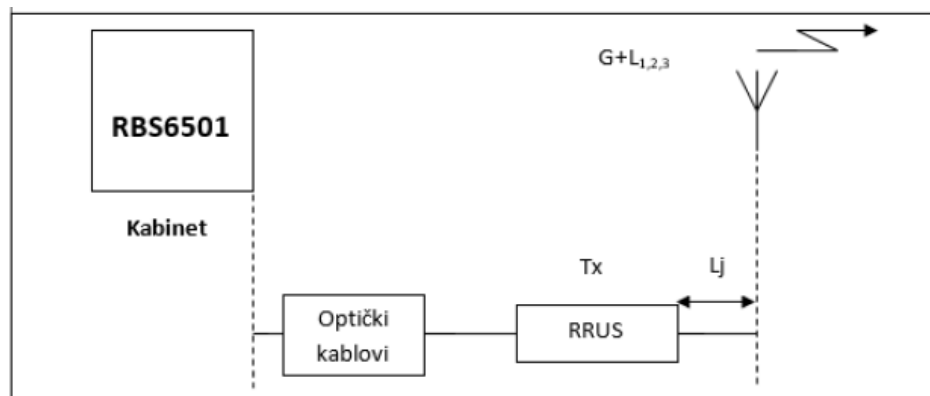 G+L1,2,3
RBS6501
Kabinet
Tx
Lj
Optički
kablovi
RRUS